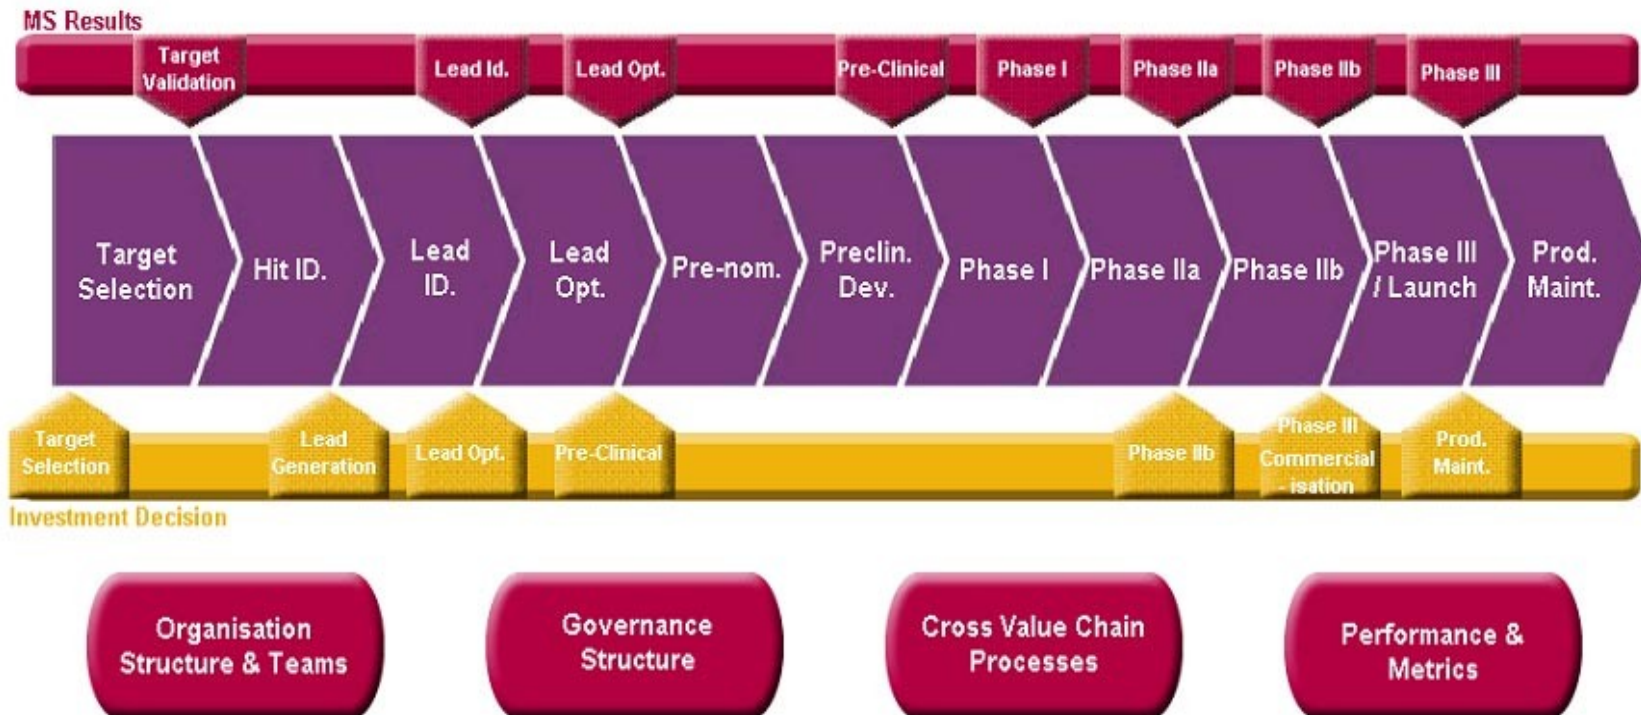 MS Results
Target
Validation
Lead Id.
Lead Opt.
Pre-Clinical
Phase I
Phase IIa
Phase IIb
Phase III
Target
Selection
Hit ID.
Lead
ID.
Lead
Opt.
Pre-nom.
Preclin.
Dev.
Phase I
Phase IIa
Phase IIb
Phase III
/ Launch
Prod.
Maint.
Target
Selection
Lead
Generation
Lead Opt.
Pre-Clinical
Phase IIb
Phase III
Commercial
- isation
Prod.
Maint.
Investment Decision
Organisation
Structure & Teams
Governance
Structure
Cross Value Chain
Processes
Performance &
Metrics